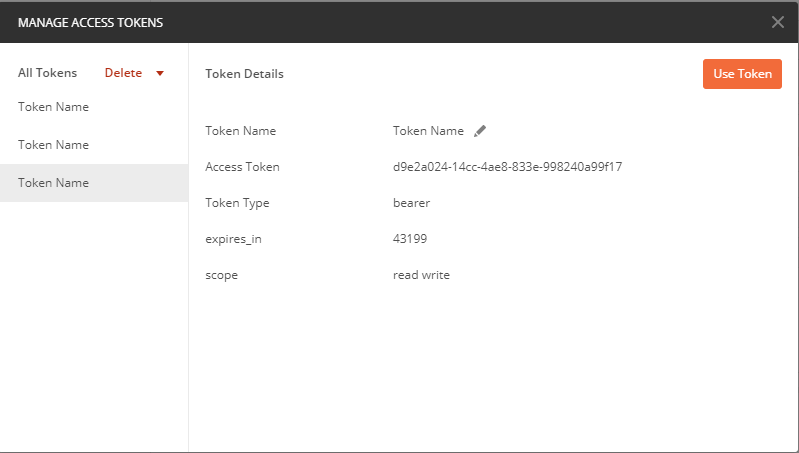 MANAGE ACCESS TOKENS
All Tokens Delete
Token Name
Token Name
Token Name
Token Details Use Token
Token Name Token Name
Access Token d9e2a024-14cc-4ae8-833e-998240a99f17
Token Type bearer
expires_in 43199
scope read write